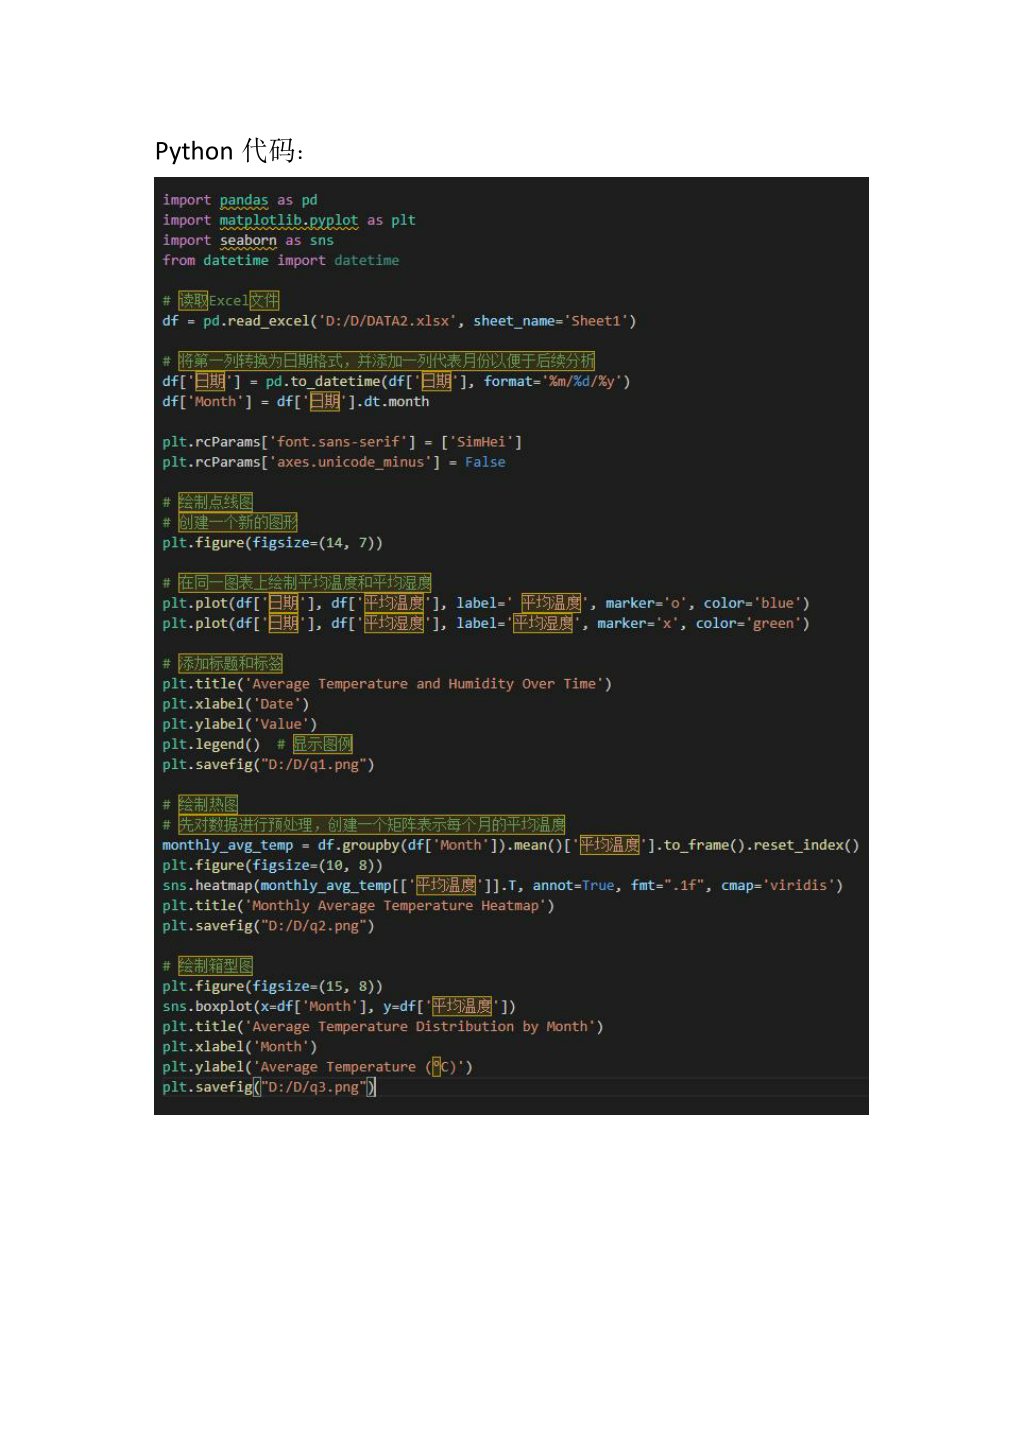 Python 代码：
import pandas as pd
import matplotlib.pyplot as plt
import seaborn as sns
from datetime import datetime
# 读取Excel文件
df = pd.read_excel('D:/D/DATA2.xlsx', sheet_name='Sheet1')
# 将第一列转换为日期格式，并添加一列代表月份以便于后续分析
df['日期'] = pd.to_datetime(df['日期'], format='%m/%d/%y')
df['Month'] = df['日期'].dt.month
plt.rcParams['font.sans-serif'] = ['SimHei']
plt.rcParams['axes.unicode_minus'] = False
# 绘制点线图
# 创建一个新的图形
plt.figure(figsize=(14, 7))
# 在同一图表上绘制平均温度和平均湿度
plt.plot(df['日期'], df['平均温度'], label=' 平均温度', marker='o', color='blue')
plt.plot(df['日期'], df['平均湿度'], label='平均湿度', marker='x', color='green')
# 添加标题和标签
plt.title('Average Temperature and Humidity Over Time')
plt.xlabel('Date')
plt.ylabel('Value')
plt.legend()  # 显示图例
plt.savefig("D:/D/q1.png")
# 绘制热图
# 先对数据进行预处理，创建一个矩阵表示每个月的平均温度
monthly_avg_temp = df.groupby(df['Month']).mean()['平均温度'].to_frame().reset_index()
plt.figure(figsize=(10, 8))
sns.heatmap(monthly_avg_temp[['平均温度']].T, annot=True, fmt=".1f", cmap='viridis')
plt.title('Monthly Average Temperature Heatmap')
plt.savefig("D:/D/q2.png")
# 绘制箱型图
plt.figure(figsize=(15, 8))
sns.boxplot(x=df['Month'], y=df['平均温度'])
plt.title('Average Temperature Distribution by Month')
plt.xlabel('Month')
plt.ylabel('Average Temperature (°C)')
plt.savefig("D:/D/q3.png")